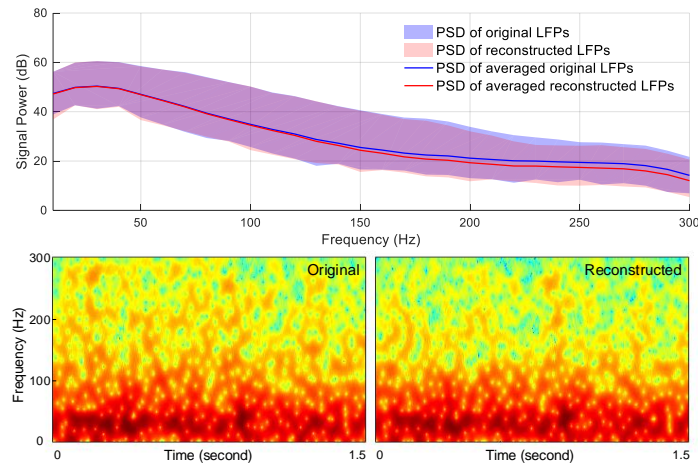 80
60
40
20
0
Signal Power (dB)
PSD of original LFPs
PSD of reconstructed LFPs
PSD of averaged original LFPs
PSD of averaged reconstructed LFPs
50 100 150 200 250 300
Frequency (Hz)
300
200
100
0
Frequency (Hz)
Original
Reconstructed
0 1.5
Time (second)
0 1.5
Time (second)